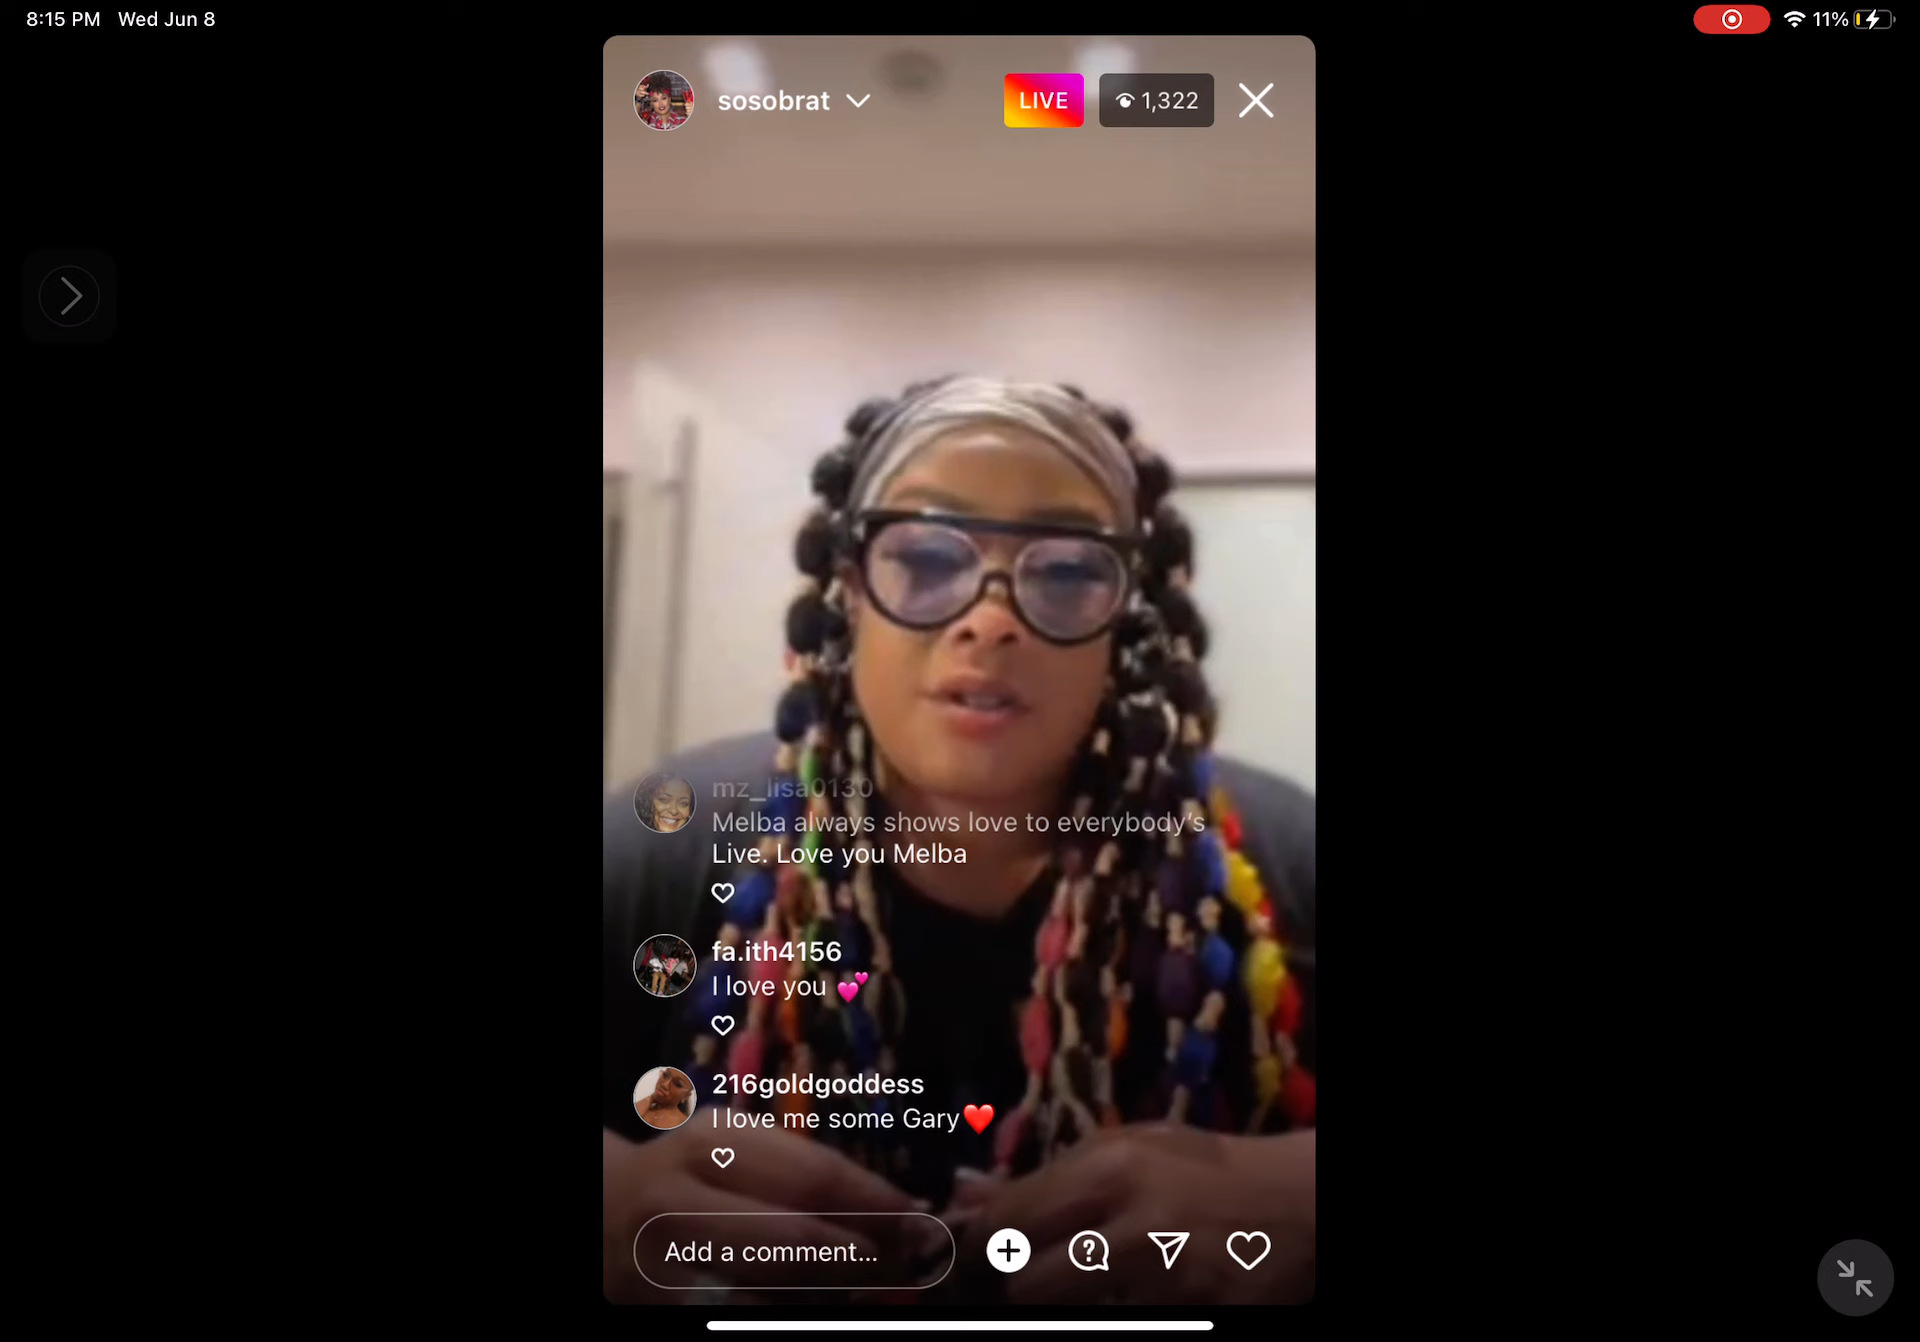 8:15 PM Wed Jun 8
11%
sosobrat
LIVE
1,322
mz_lisa0130
Melba always shows love to everybody’s
Live. Love you Melba
fa.ith4156
I love you 💕
216goldgoddess
I love me some Gary❤️
Add a comment...